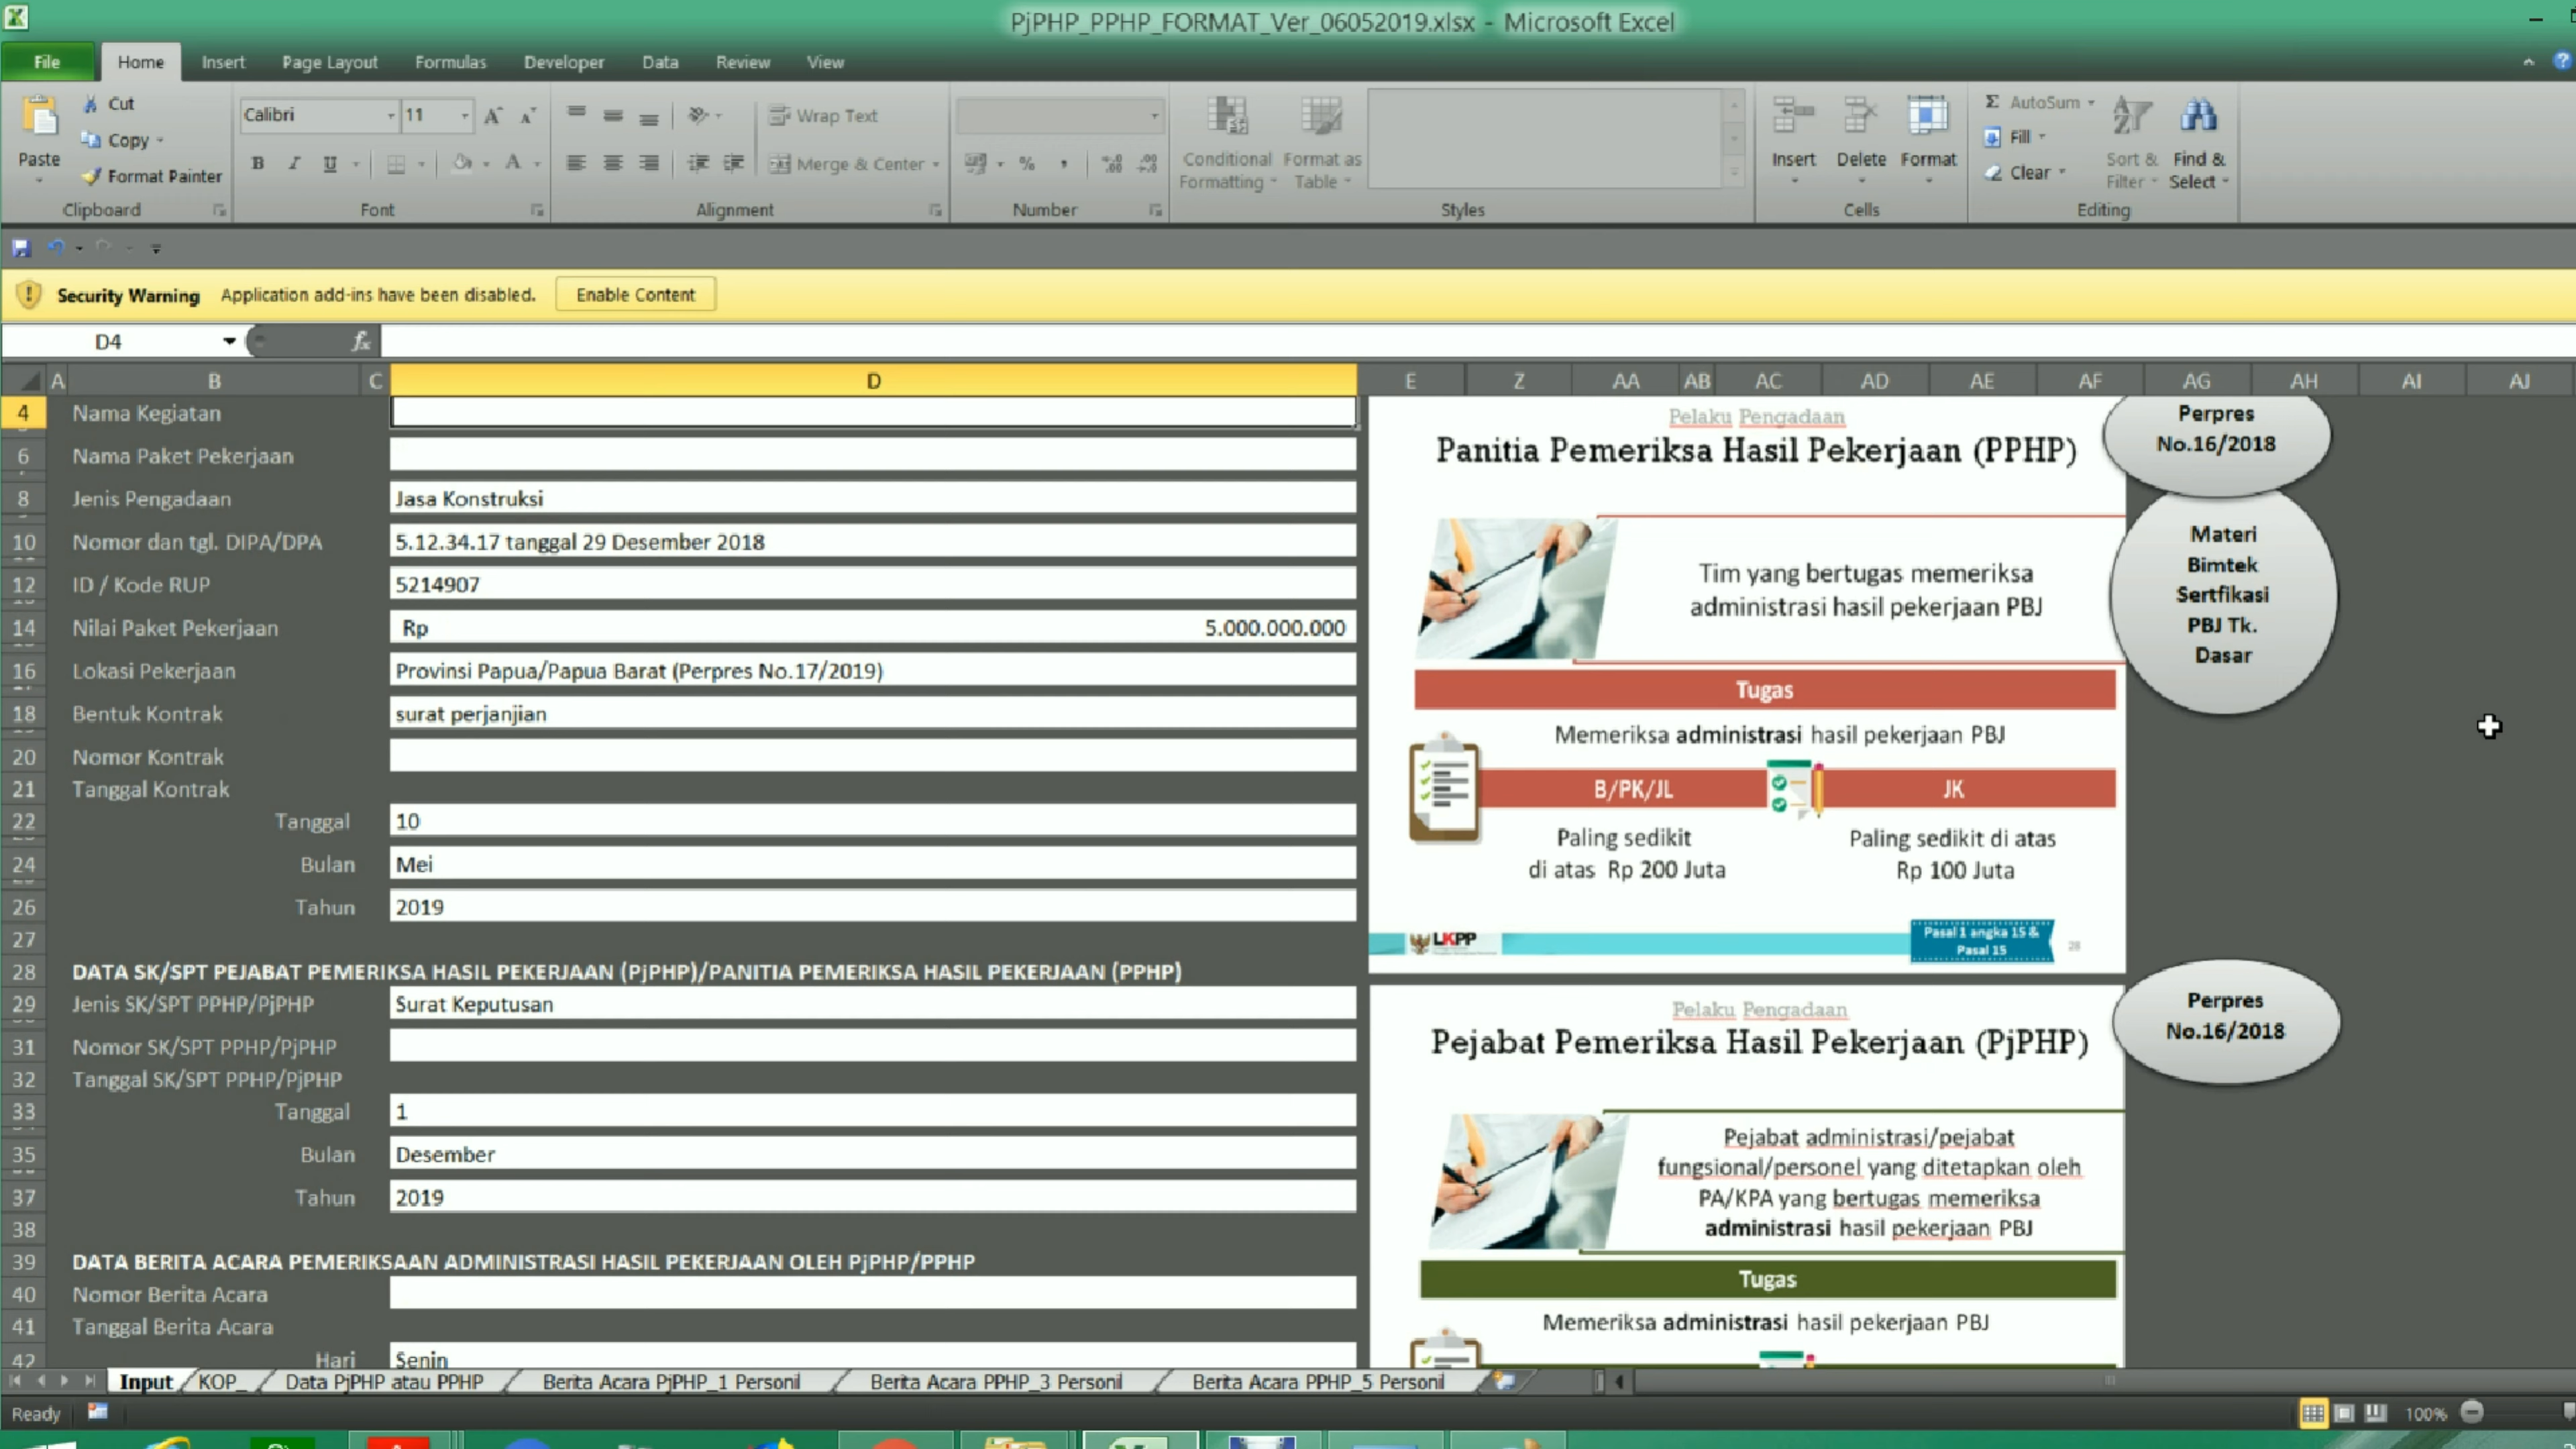 PjPHP_PPHP_FORMAT_Ver_06052019.xlsx - Microsoft Excel
File Home Insert Page Layout Formulas Developer Data Review View
Cut
Copy
Format Painter
Paste
Clipboard
Calibri 11
B I U
Font
Wrap Text
Merge & Center
Alignment
Number
Conditional Formatting
Format as Table
Styles
Insert Delete Format
Cells
Σ AutoSum
Fill
Clear
Sort & Filter
Find & Select
Editing
Security Warning Application add-ins have been disabled. Enable Content
D4 fx
A B C D E Z AA AB AC AD AE AF AG AH AI AJ
4 Nama Kegiatan
6 Nama Paket Pekerjaan
8 Jenis Pengadaan Jasa Konstruksi
10 Nomor dan tgl. DIPA/DPA 5.12.34.17 tanggal 29 Desember 2018
12 ID / Kode RUP 5214907
14 Nilai Paket Pekerjaan Rp 5.000.000.000
16 Lokasi Pekerjaan Provinsi Papua/Papua Barat (Perpres No.17/2019)
18 Bentuk Kontrak surat perjanjian
20 Nomor Kontrak
21 Tanggal Kontrak
22 Tanggal 10
24 Bulan Mei
26 Tahun 2019
27
28 DATA SK/SPT PEJABAT PEMERIKSA HASIL PEKERJAAN (PjPHP)/PANITIA PEMERIKSA HASIL PEKERJAAN (PPHP)
29 Jenis SK/SPT PPHP/PjPHP Surat Keputusan
31 Nomor SK/SPT PPHP/PjPHP
32 Tanggal SK/SPT PPHP/PjPHP
33 Tanggal 1
35 Bulan Desember
37 Tahun 2019
38
39 DATA BERITA ACARA PEMERIKSAAN ADMINISTRASI HASIL PEKERJAAN OLEH PjPHP/PPHP
40 Nomor Berita Acara
41 Tanggal Berita Acara
42 Hari Senin
Pelaku Pengadaan
Panitia Pemeriksa Hasil Pekerjaan (PPHP)
Perpres
No.16/2018
Materi
Bimtek
Sertfikasi
PBJ Tk.
Dasar
Tim yang bertugas memeriksa
administrasi hasil pekerjaan PBJ
Tugas
Memeriksa administrasi hasil pekerjaan PBJ
B/PK/JL JK
Paling sedikit
di atas Rp 200 Juta
Paling sedikit di atas
Rp 100 Juta
LKPP
Pasal 1 angka 15 &
Pasal 15
28
Pelaku Pengadaan
Pejabat Pemeriksa Hasil Pekerjaan (PjPHP)
Perpres
No.16/2018
Pejabat administrasi/pejabat
fungsional/personel yang ditetapkan oleh
PA/KPA yang bertugas memeriksa
administrasi hasil pekerjaan PBJ
Tugas
Memeriksa administrasi hasil pekerjaan PBJ
Input KOP_ Data PjPHP atau PPHP Berita Acara PjPHP_1 Personil Berita Acara PPHP_3 Personil Berita Acara PPHP_5 Personil
Ready 100%